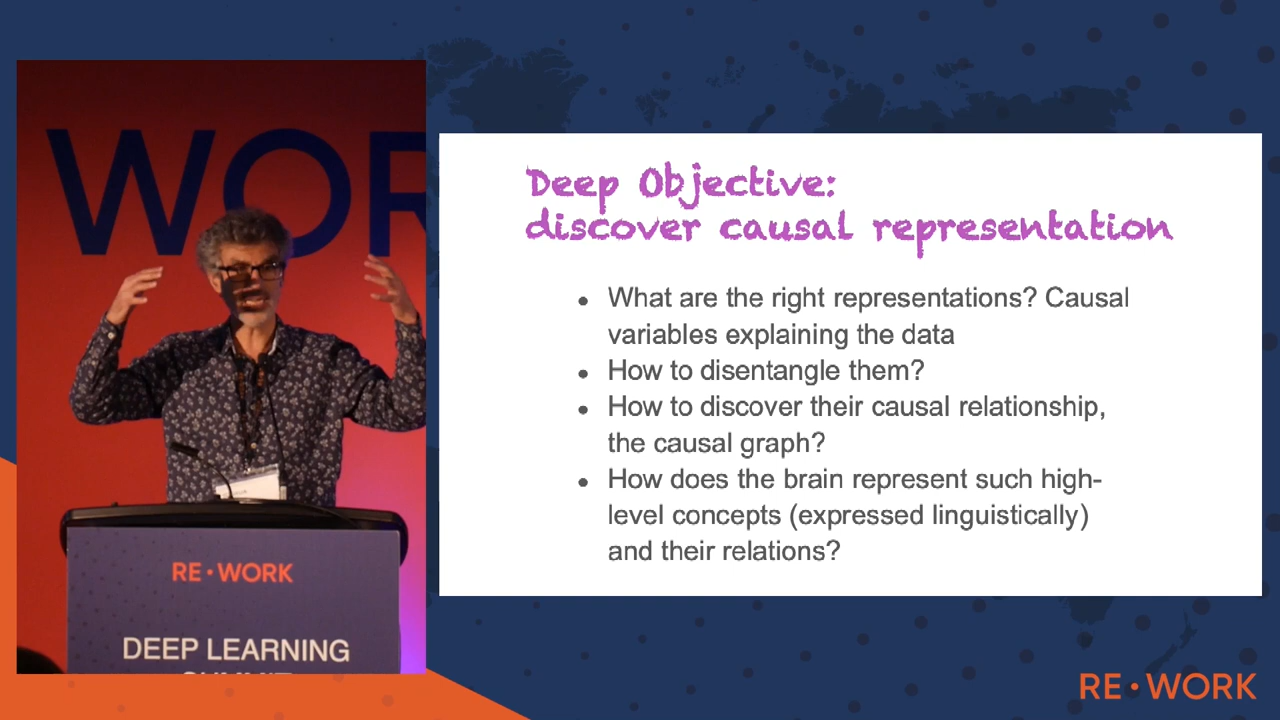 WOR
RE•WORK
DEEP LEARNING
SUMMIT
Deep Objective:
discover causal representation
• What are the right representations? Causal
variables explaining the data
• How to disentangle them?
• How to discover their causal relationship,
the causal graph?
• How does the brain represent such high-
level concepts (expressed linguistically)
and their relations?
RE•WORK